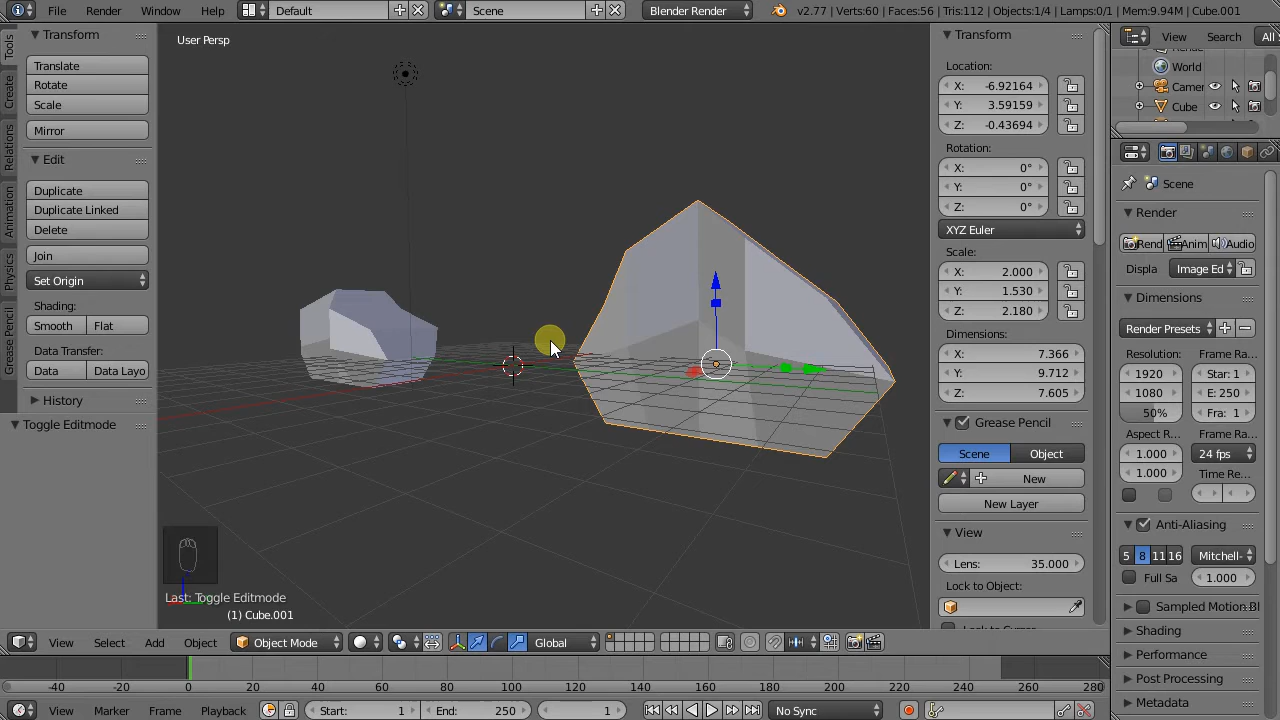 File Render Window Help Default Scene Blender Render v2.77 | Verts:60 | Faces:56 | Tris:112 | Objects:1/4 | Lamps:0/1 | Mem:9.94M | Cube.001
Tools
Create
Relations
Animation
Physics
Grease Pencil
Transform
Translate
Rotate
Scale
Mirror
Edit
Duplicate
Duplicate Linked
Delete
Join
Set Origin
Shading:
Smooth Flat
Data Transfer:
Data Data Layo
History
Toggle Editmode
User Persp
Last: Toggle Editmode
(1) Cube.001
Transform
Location:
X: -6.92164
Y: 3.59159
Z: -0.43694
Rotation:
X: 0°
Y: 0°
Z: 0°
XYZ Euler
Scale:
X: 2.000
Y: 1.530
Z: 2.180
Dimensions:
X: 7.366
Y: 9.712
Z: 7.605
Grease Pencil
Scene Object
New
New Layer
View
Lens: 35.000
Lock to Object:
View Search All
World
Camer
Cube
Scene
Render
Rend Anim Audio
Displa Image Ed
Dimensions
Render Presets
Resolution: Frame Ra
1920 Start: 1
1080 E: 250
50% Fra: 1
Aspect R... Frame Ra...
1.000 24 fps
1.000 Time Re...
Anti-Aliasing
5 8 11 16 Mitchell-
Full Sa 1.000
Sampled Motion Bl
Shading
Performance
Post Processing
Metadata
View Select Add Object Object Mode Global
-40 -20 0 20 40 60 80 100 120 140 160 180 200 220 240 260 280
View Marker Frame Playback Start: 1 End: 250 1 No Sync